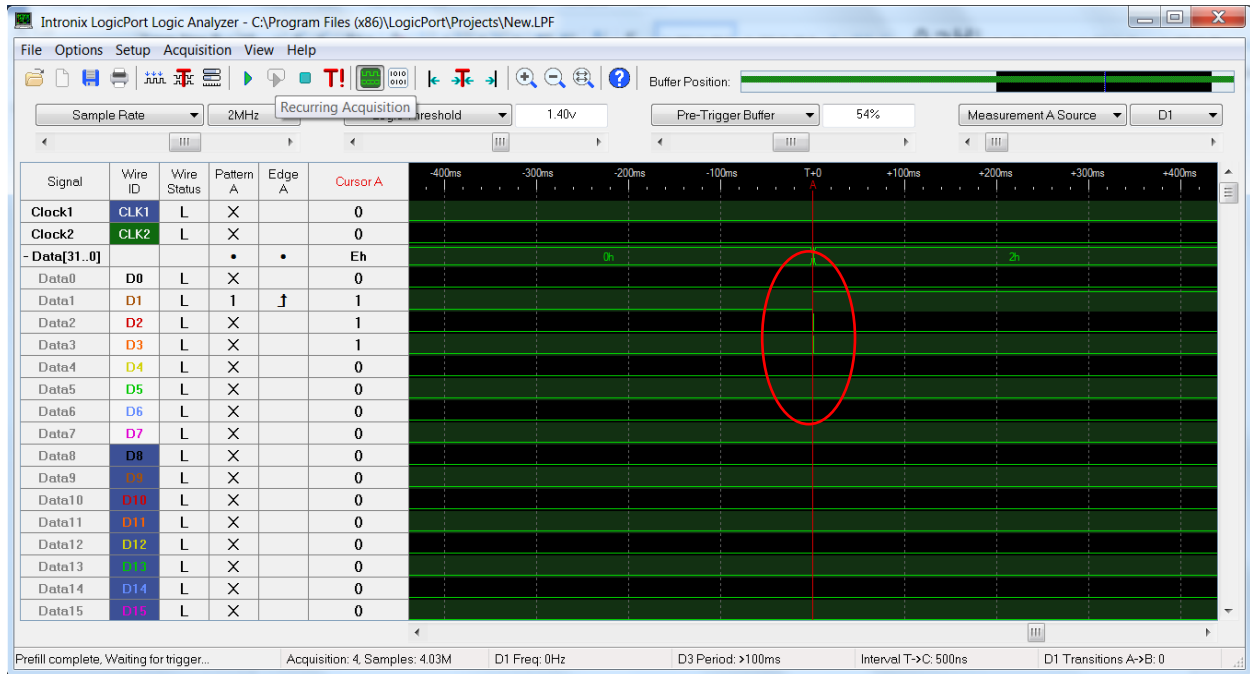 Intronix LogicPort Logic Analyzer - C:\Program Files (x86)\LogicPort\Projects\New.LPF
File Options Setup Acquisition View Help
T! Buffer Position:
Recurring Acquisition
Sample Rate 2MHz Threshold 1.40v Pre-Trigger Buffer 54% Measurement A Source D1
Signal Wire ID Wire Status Pattern A Edge A Cursor A -400ms -300ms -200ms -100ms T+0 +100ms +200ms +300ms +400ms
A
Clock1 CLK1 L X 0
Clock2 CLK2 L X 0
- Data[31..0] • • Eh 0h 2h
Data0 D0 L X 0
Data1 D1 L 1 1
Data2 D2 L X 1
Data3 D3 L X 1
Data4 D4 L X 0
Data5 D5 L X 0
Data6 D6 L X 0
Data7 D7 L X 0
Data8 D8 L X 0
Data9 D9 L X 0
Data10 D10 L X 0
Data11 D11 L X 0
Data12 D12 L X 0
Data13 D13 L X 0
Data14 D14 L X 0
Data15 D15 L X 0
Prefill complete, Waiting for trigger... Acquisition: 4, Samples: 4.03M D1 Freq: 0Hz D3 Period: >100ms Interval T->C: 500ns D1 Transitions A->B: 0